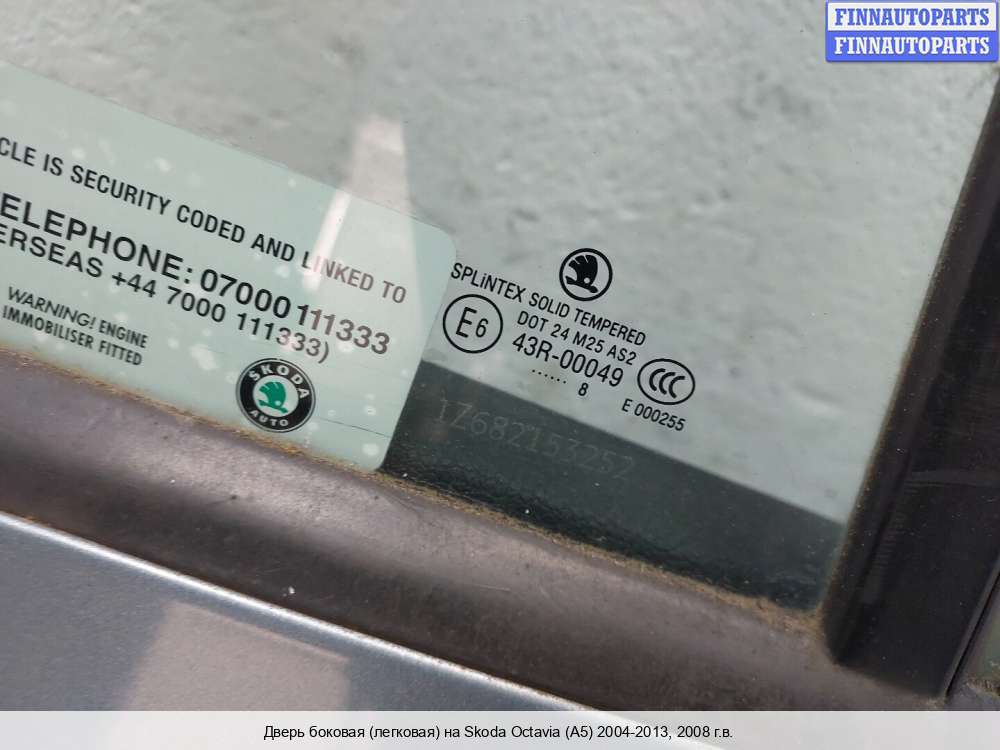 FINNAUTOPARTS
FINNAUTOPARTS
CLE IS SECURITY CODED AND LINKED TO
ELEPHONE: 07000 111333
ERSEAS +44 7000 111333)
WARNING! ENGINE
IMMOBILISER FITTED
SKODA
AUTO
SPLiNTEX SOLID TEMPERED
DOT 24 M25 AS2
E6
43R-00049
CCC
......
8
E 000255
1Z682153252
Дверь боковая (легковая) на Skoda Octavia (A5) 2004-2013, 2008 г.в.